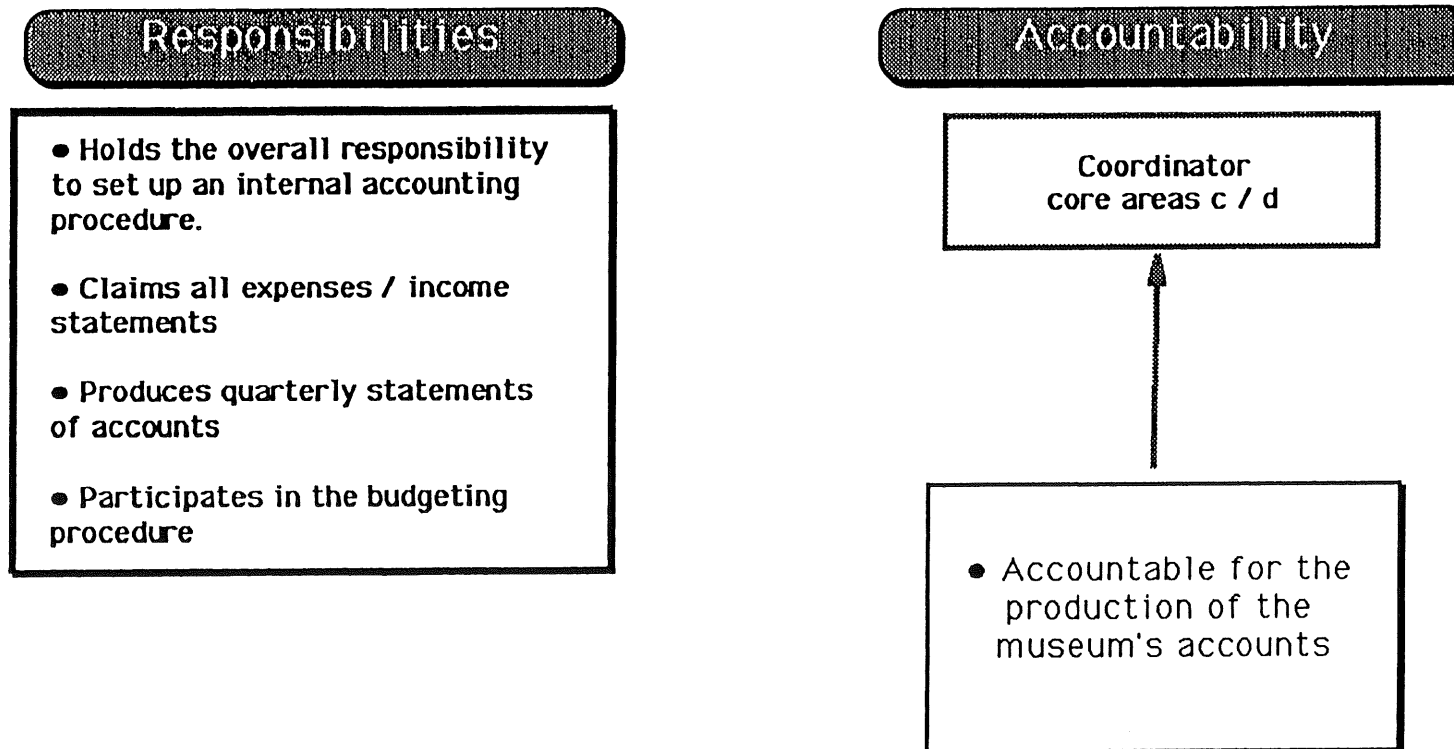 Responsibilities
● Holds the overall responsibility
to set up an internal accounting
procedure.
● Claims all expenses / income
statements
● Produces quarterly statements
of accounts
● Participates in the budgeting
procedure
Accountability
Coordinator
core areas c / d
● Accountable for the
production of the
museum's accounts